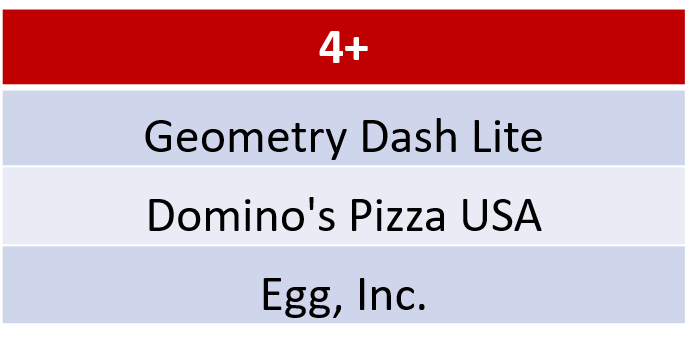 4+
Geometry Dash Lite
Domino's Pizza USA
Egg, Inc.